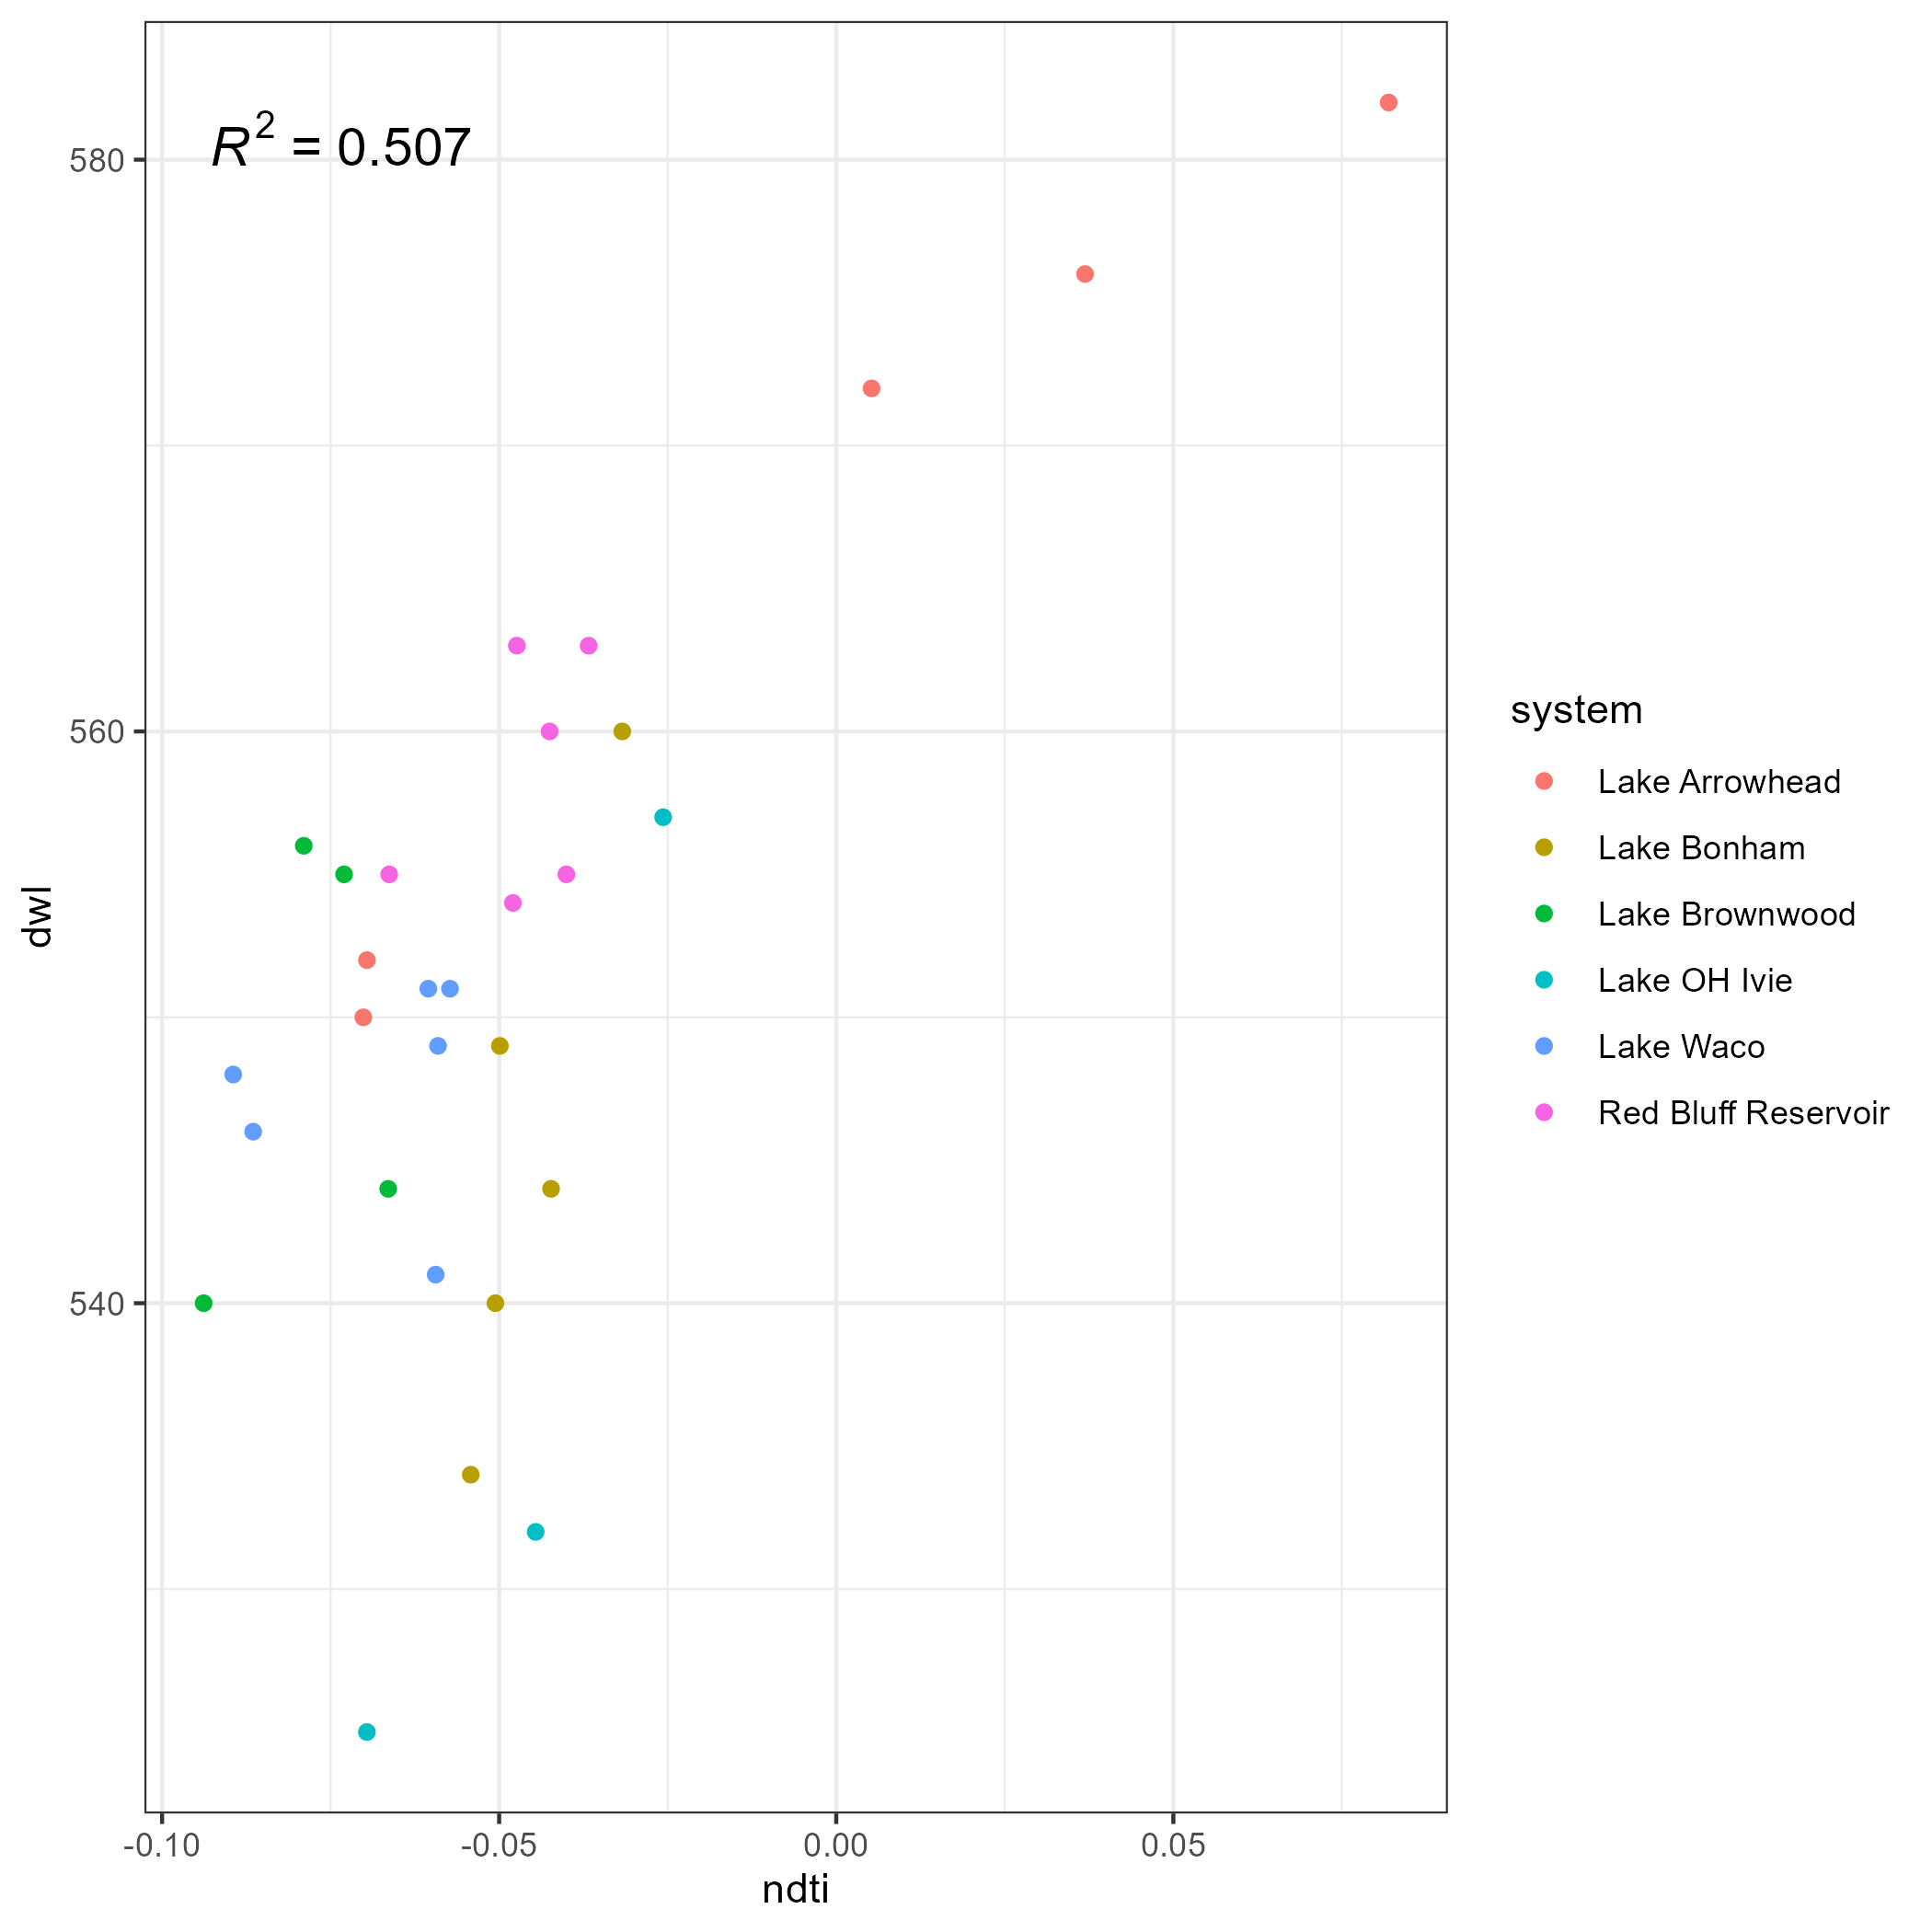 R² = 0.507
580
560
540
dwl
-0.10
-0.05
0.00
0.05
ndti
system
Lake Arrowhead
Lake Bonham
Lake Brownwood
Lake OH Ivie
Lake Waco
Red Bluff Reservoir